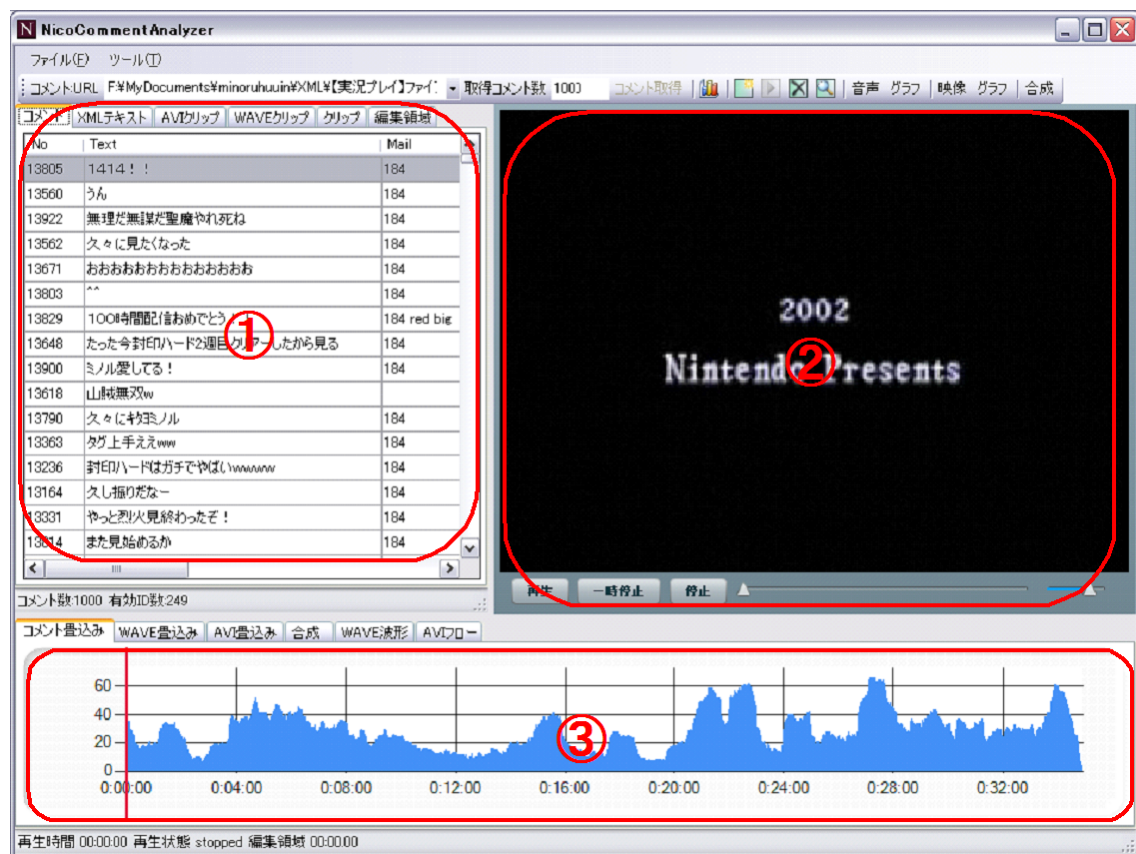 NicoCommentAnalyzer
ファイル(E) ツール(T)
コメントURL F:¥MyDocuments¥minoruhuuin¥XML¥【実況プレイ】ファイ 取得コメント数 1000 コメント取得 音声 グラフ 映像 グラフ 合成
コメント XMLテキスト AVIクリップ WAVEクリップ クリップ 編集領域
No Text Mail
13805 1414!! 184
13560 うん 184
13922 無理だ無謀だ聖魔やれ死ね 184
13562 久々に見たくなった 184
13671 おおおおおおおおおおおおお 184
13803 ^^ 184
13829 100時間配信おめでとう! 184 red big
13648 たった今封印ハード2週目クリアーしたから見る 184
13900 ミノル愛してる! 184
13618 山賊無双w
13790 久々にキタヨミノル 184
13363 タグ上手ええww 184
13236 封印ハードはガチでやばいwwwww 184
13164 久し振りだなー 184
13331 やっと烈火見終わったぞ! 184
13814 また見始めるか 184
①
2002
Nintendo Presents
②
再生 一時停止 停止
コメント数:1000 有効ID数:249
コメント畳込み WAVE畳込み AVI畳込み 合成 WAVE波形 AVIフロー
60
40
20
0
③
0:00:00 0:04:00 0:08:00 0:12:00 0:16:00 0:20:00 0:24:00 0:28:00 0:32:00
再生時間 00:00:00 再生状態 stopped 編集領域 00:00:00